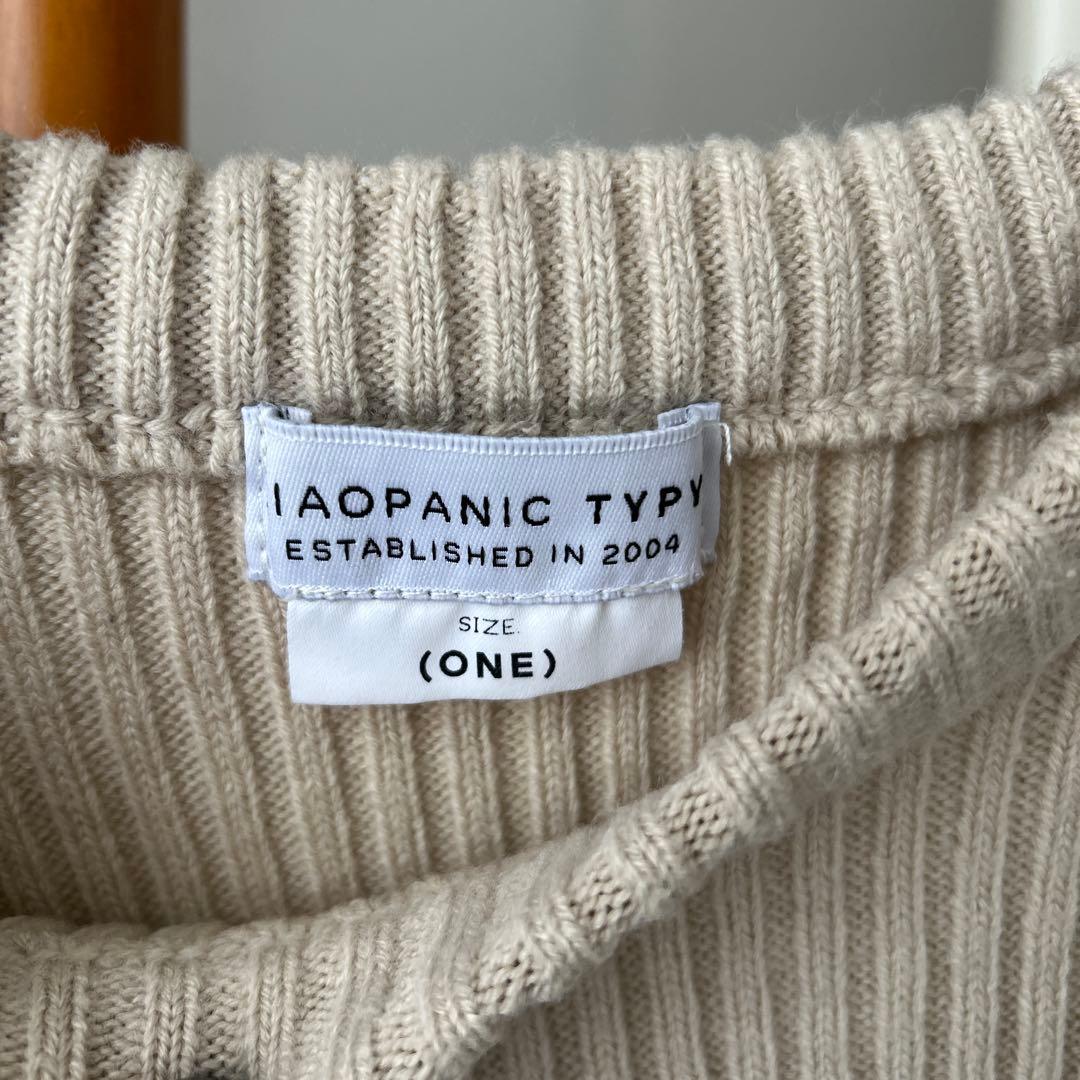 IAOPANIC TYPY
ESTABLISHED IN 2004
SIZE.
(ONE)